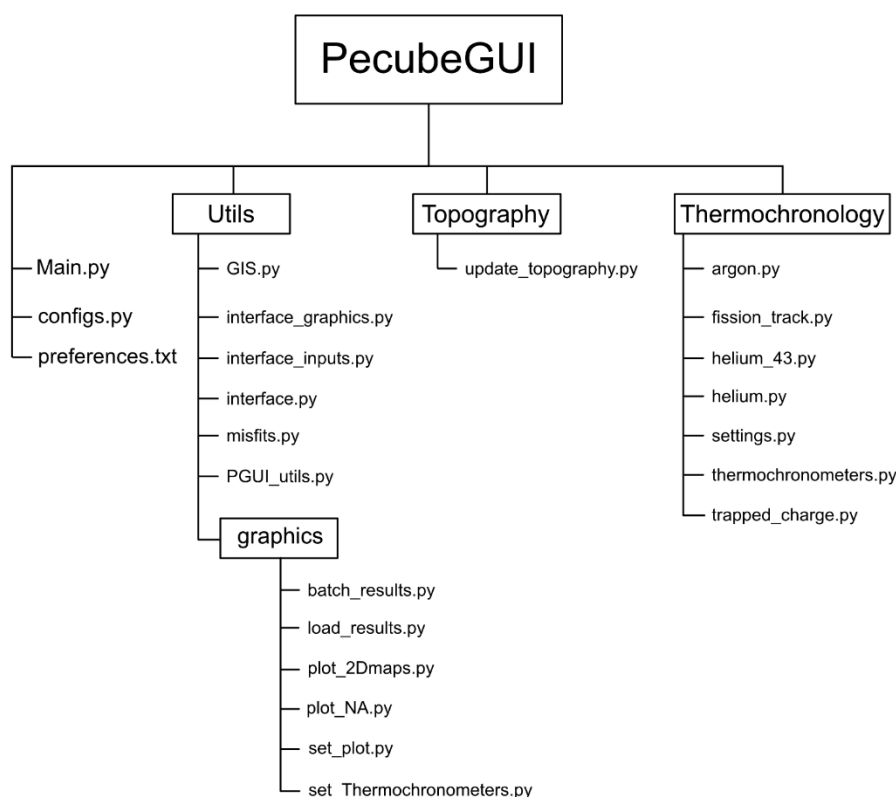 PecubeGUI
Main.py
configs.py
preferences.txt
Utils
GIS.py
interface_graphics.py
interface_inputs.py
interface.py
misfits.py
PGUI_utils.py
graphics
batch_results.py
load_results.py
plot_2Dmaps.py
plot_NA.py
set_plot.py
set_Thermochronometers.py
Topography
update_topography.py
Thermochronology
argon.py
fission_track.py
helium_43.py
helium.py
settings.py
thermochronometers.py
trapped_charge.py